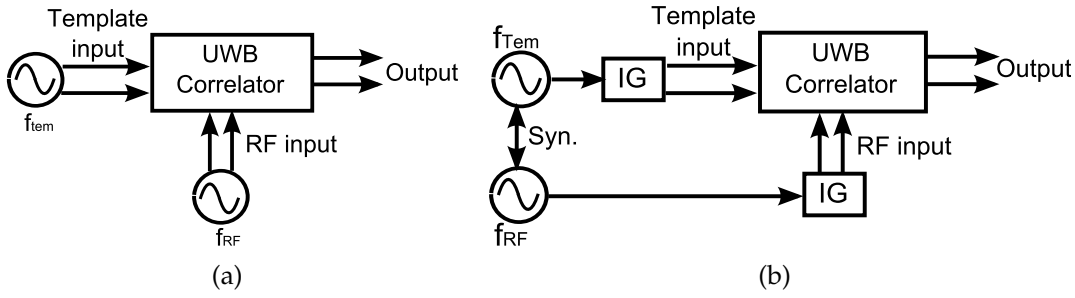 Template
input
UWB
Correlator
Output
ftem
RF input
fRF
(a)
fTem
IG
Template
input
UWB
Correlator
Output
Syn.
RF input
IG
fRF
(b)